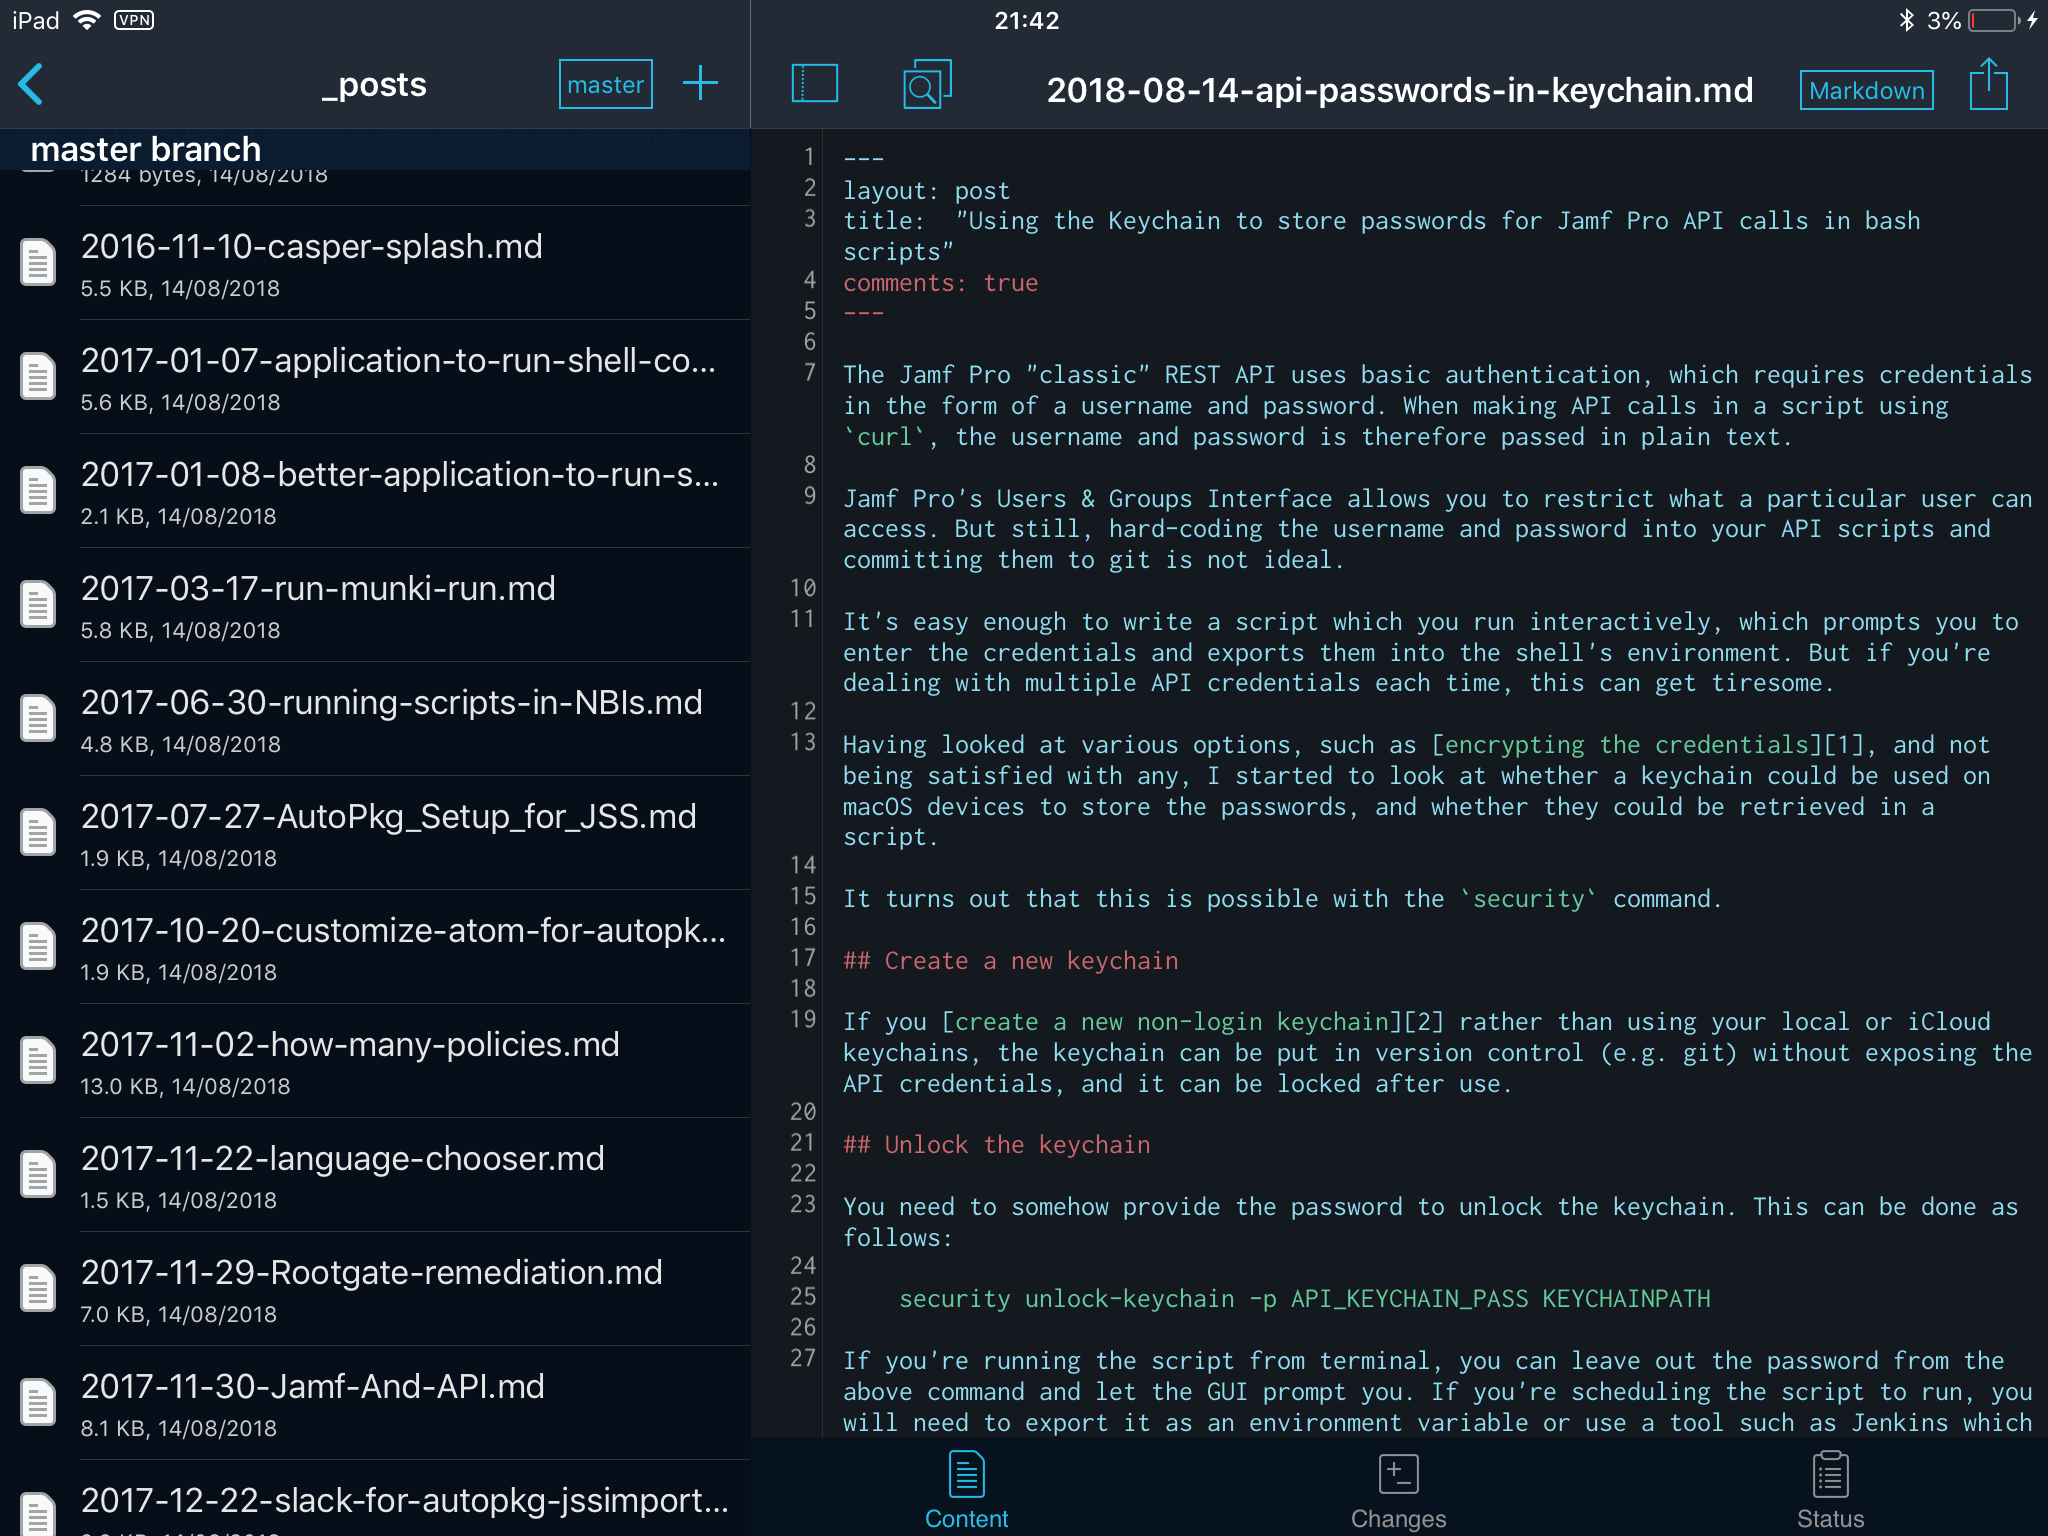 iPad VPN
21:42
3%
_posts
master
2018-08-14-api-passwords-in-keychain.md
Markdown
master branch
1284 bytes, 14/08/2018
2016-11-10-casper-splash.md
5.5 KB, 14/08/2018
2017-01-07-application-to-run-shell-co...
5.6 KB, 14/08/2018
2017-01-08-better-application-to-run-s...
2.1 KB, 14/08/2018
2017-03-17-run-munki-run.md
5.8 KB, 14/08/2018
2017-06-30-running-scripts-in-NBIs.md
4.8 KB, 14/08/2018
2017-07-27-AutoPkg_Setup_for_JSS.md
1.9 KB, 14/08/2018
2017-10-20-customize-atom-for-autopk...
1.9 KB, 14/08/2018
2017-11-02-how-many-policies.md
13.0 KB, 14/08/2018
2017-11-22-language-chooser.md
1.5 KB, 14/08/2018
2017-11-29-Rootgate-remediation.md
7.0 KB, 14/08/2018
2017-11-30-Jamf-And-API.md
8.1 KB, 14/08/2018
2017-12-22-slack-for-autopkg-jssimport...
1 ---
2 layout: post
3 title:  "Using the Keychain to store passwords for Jamf Pro API calls in bash
scripts"
4 comments: true
5 ---
6
7 The Jamf Pro "classic" REST API uses basic authentication, which requires credentials
in the form of a username and password. When making API calls in a script using
`curl`, the username and password is therefore passed in plain text.
8
9 Jamf Pro's Users & Groups Interface allows you to restrict what a particular user can
access. But still, hard-coding the username and password into your API scripts and
committing them to git is not ideal.
10
11 It's easy enough to write a script which you run interactively, which prompts you to
enter the credentials and exports them into the shell's environment. But if you're
dealing with multiple API credentials each time, this can get tiresome.
12
13 Having looked at various options, such as [encrypting the credentials][1], and not
being satisfied with any, I started to look at whether a keychain could be used on
macOS devices to store the passwords, and whether they could be retrieved in a
script.
14
15 It turns out that this is possible with the `security` command.
16
17 ## Create a new keychain
18
19 If you [create a new non-login keychain][2] rather than using your local or iCloud
keychains, the keychain can be put in version control (e.g. git) without exposing the
API credentials, and it can be locked after use.
20
21 ## Unlock the keychain
22
23 You need to somehow provide the password to unlock the keychain. This can be done as
follows:
24
25     security unlock-keychain -p API_KEYCHAIN_PASS KEYCHAINPATH
26
27 If you're running the script from terminal, you can leave out the password from the
above command and let the GUI prompt you. If you're scheduling the script to run, you
will need to export it as an environment variable or use a tool such as Jenkins which
Content
Changes
Status